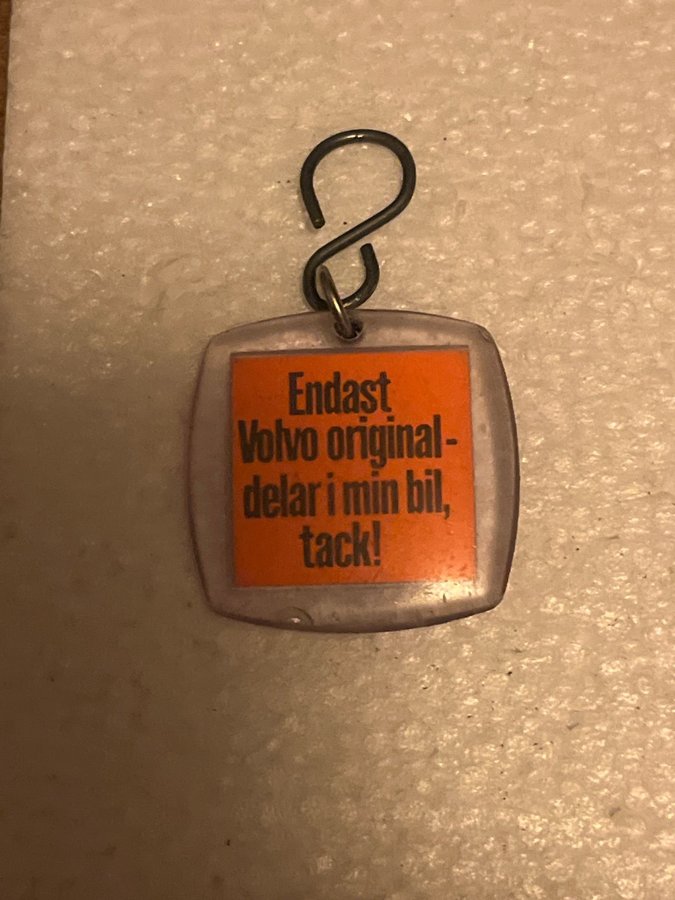 Endast
Volvo original-
delar i min bil,
tack!